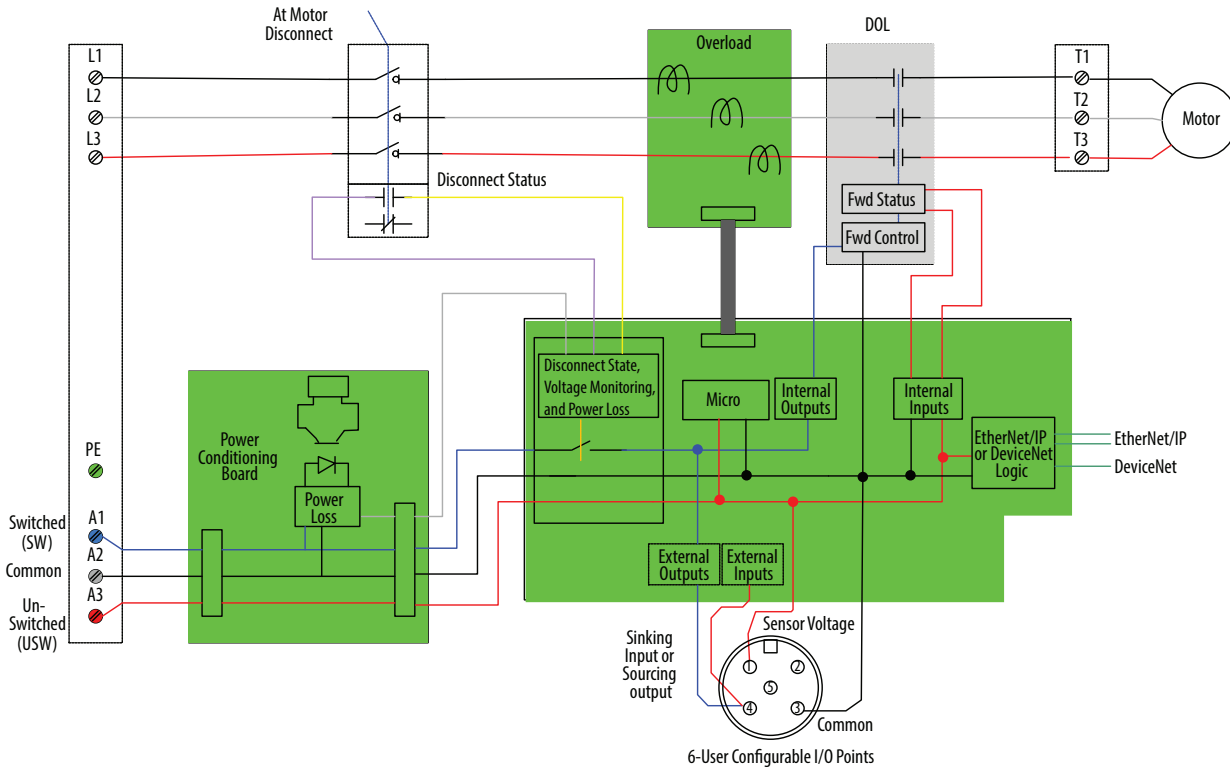 At Motor
Disconnect
DOL
Overload
L1
L2
L3
T1
T2
T3
Motor
Disconnect Status
Fwd Status
Fwd Control
Disconnect State,
Voltage Monitoring,
and Power Loss
Micro
Internal
Outputs
Internal
Inputs
EtherNet/IP
or DeviceNet
Logic
EtherNet/IP
DeviceNet
PE
Power
Conditioning
Board
Power
Loss
Switched
(SW)
A1
Common
A2
Un-
Switched
(USW)
A3
External
Outputs
External
Inputs
Sensor Voltage
Sinking
Input or
Sourcing
output
1
2
5
4
3
Common
6-User Configurable I/O Points